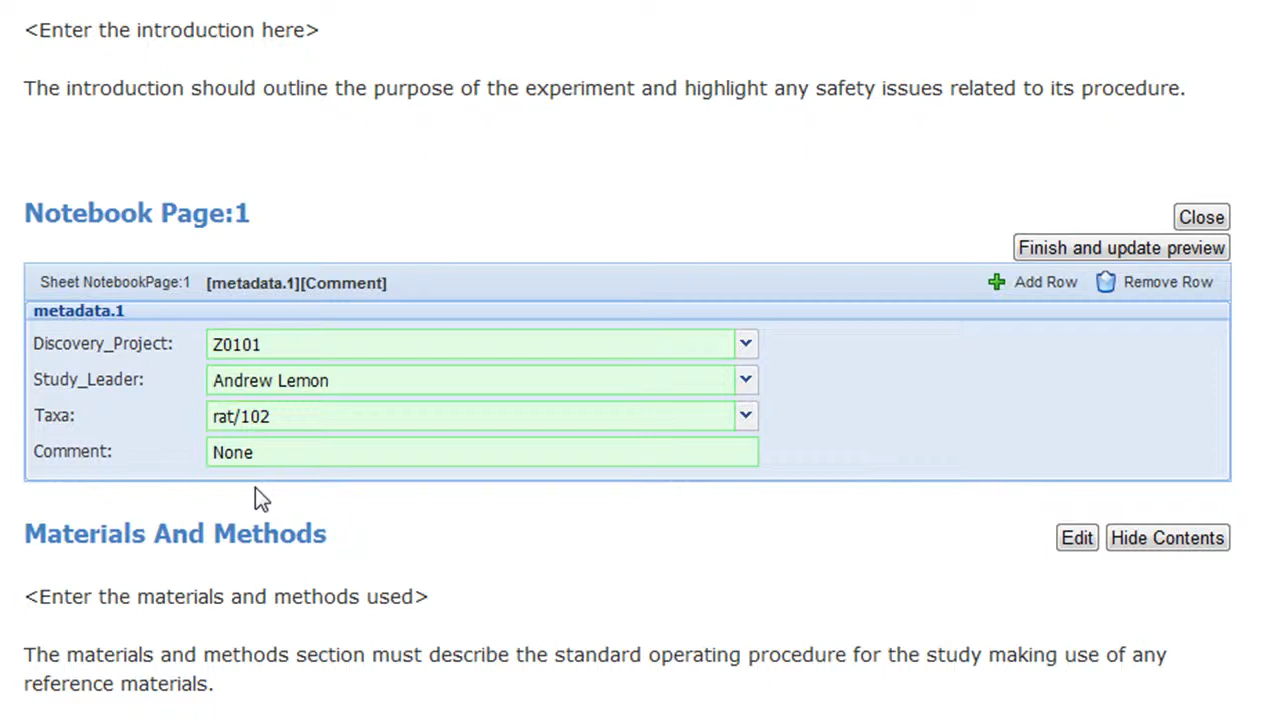 <Enter the introduction here>
The introduction should outline the purpose of the experiment and highlight any safety issues related to its procedure.
Notebook Page:1
Close
Finish and update preview
Sheet NotebookPage:1 [metadata.1][Comment] Add Row Remove Row
metadata.1
Discovery_Project: Z0101
Study_Leader: Andrew Lemon
Taxa: rat/102
Comment: None
Materials And Methods Edit Hide Contents
<Enter the materials and methods used>
The materials and methods section must describe the standard operating procedure for the study making use of any
reference materials.